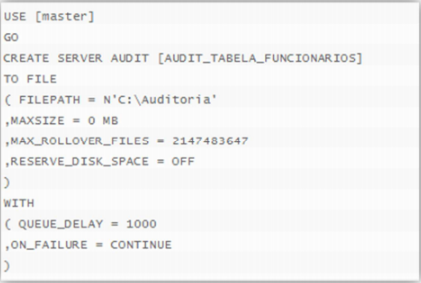 USE [master]
GO
CREATE SERVER AUDIT [AUDIT_TABELA_FUNCIONARIOS]
TO FILE
( FILEPATH = N'C:\Auditoria'
,MAXSIZE = 0 MB
,MAX_ROLLOVER_FILES = 2147483647
,RESERVE_DISK_SPACE = OFF
)
WITH
( QUEUE_DELAY = 1000
,ON_FAILURE = CONTINUE
)